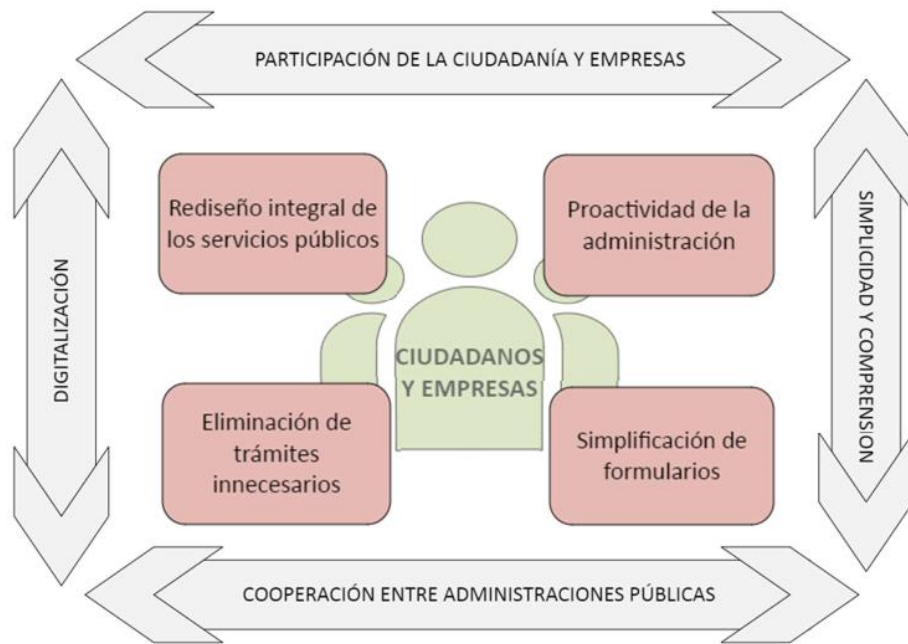 PARTICIPACIÓN DE LA CIUDADANÍA Y EMPRESAS
DIGITALIZACIÓN
Rediseño integral de
los servicios públicos
Proactividad de la
administración
CIUDADANOS
Y EMPRESAS
Eliminación de
trámites
innecesarios
Simplificación de
formularios
SIMPLICIDAD Y COMPRENSION
COOPERACIÓN ENTRE ADMINISTRACIONES PÚBLICAS